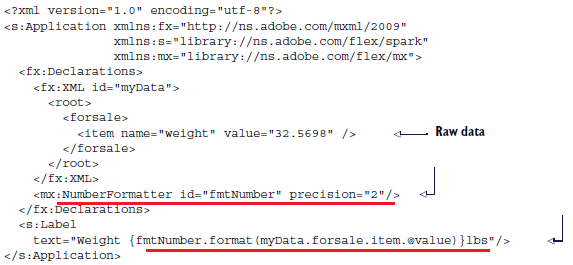 <?xml version="1.0" encoding="utf-8"?>
<s:Application xmlns:fx="http://ns.adobe.com/mxml/2009"
xmlns:s="library://ns.adobe.com/flex/spark"
xmlns:mx="library://ns.adobe.com/flex/mx">
<fx:Declarations>
<fx:XML id="myData">
<root>
<forsale>
<item name="weight" value="32.5698" /> Raw data
</forsale>
</root>
</fx:XML>
<mx:NumberFormatter id="fmtNumber" precision="2"/>
</fx:Declarations>
<s:Label
text="Weight {fmtNumber.format(myData.forsale.item.@value)}lbs"/>
</s:Application>